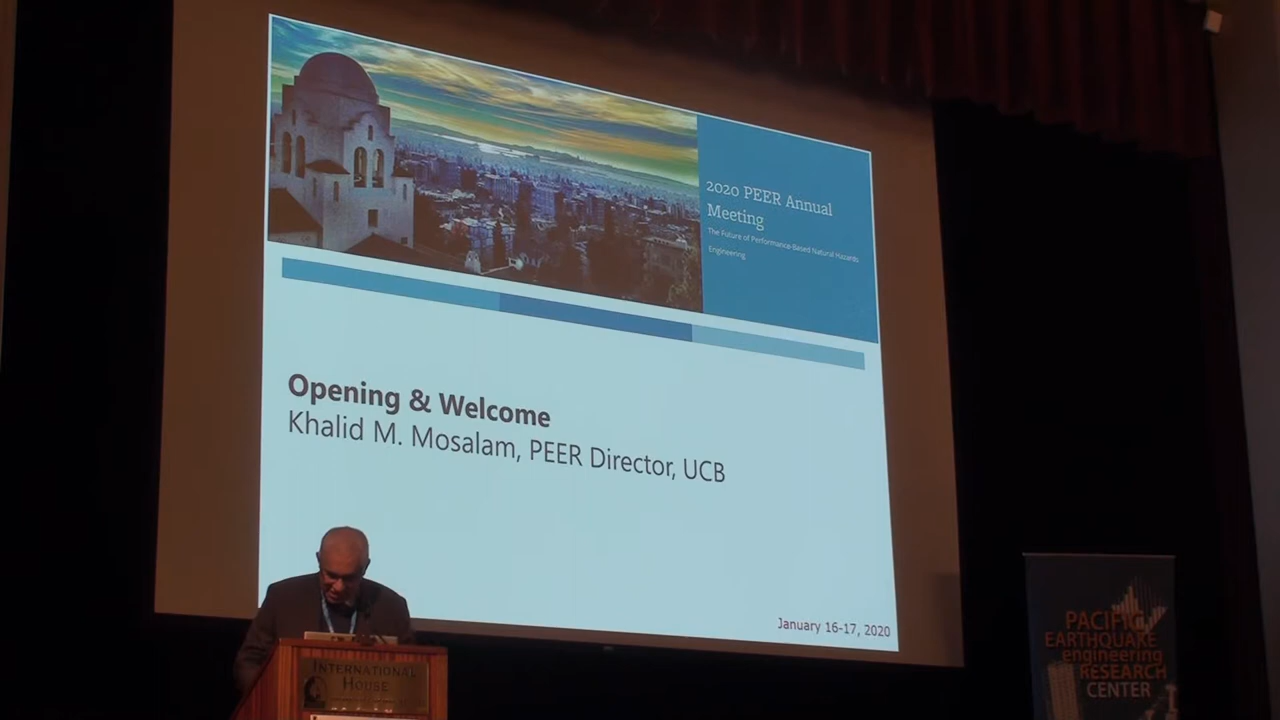 2020 PEER Annual
Meeting
The Future of Performance-Based Natural Hazards
Engineering
Opening & Welcome
Khalid M. Mosalam, PEER Director, UCB
January 16-17, 2020
INTERNATIONAL
HOUSE
PACIFIC
EARTHQUAKE
engineering
RESEARCH
CENTER